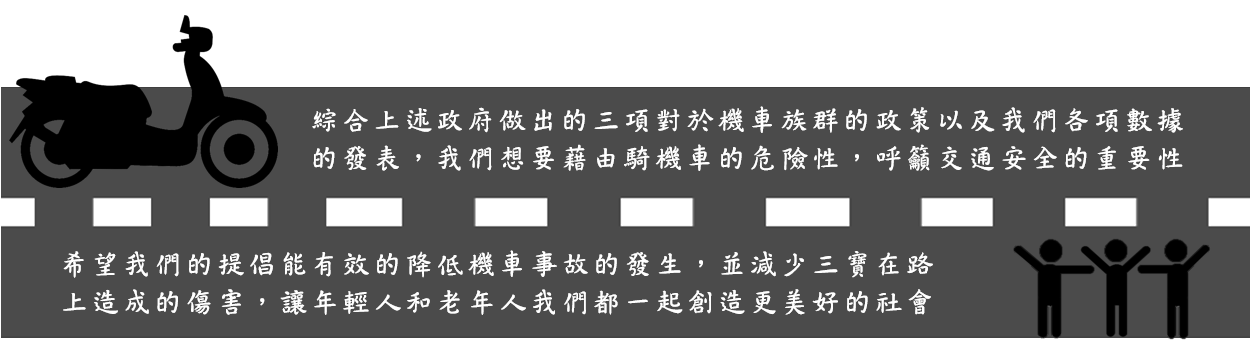 綜合上述政府做出的三項對於機車族群的政策以及我們各項數據
的發表，我們想要藉由騎機車的危險性，呼籲交通安全的重要性
希望我們的提倡能有效的降低機車事故的發生，並減少三寶在路
上造成的傷害，讓年輕人和老年人我們都一起創造更美好的社會